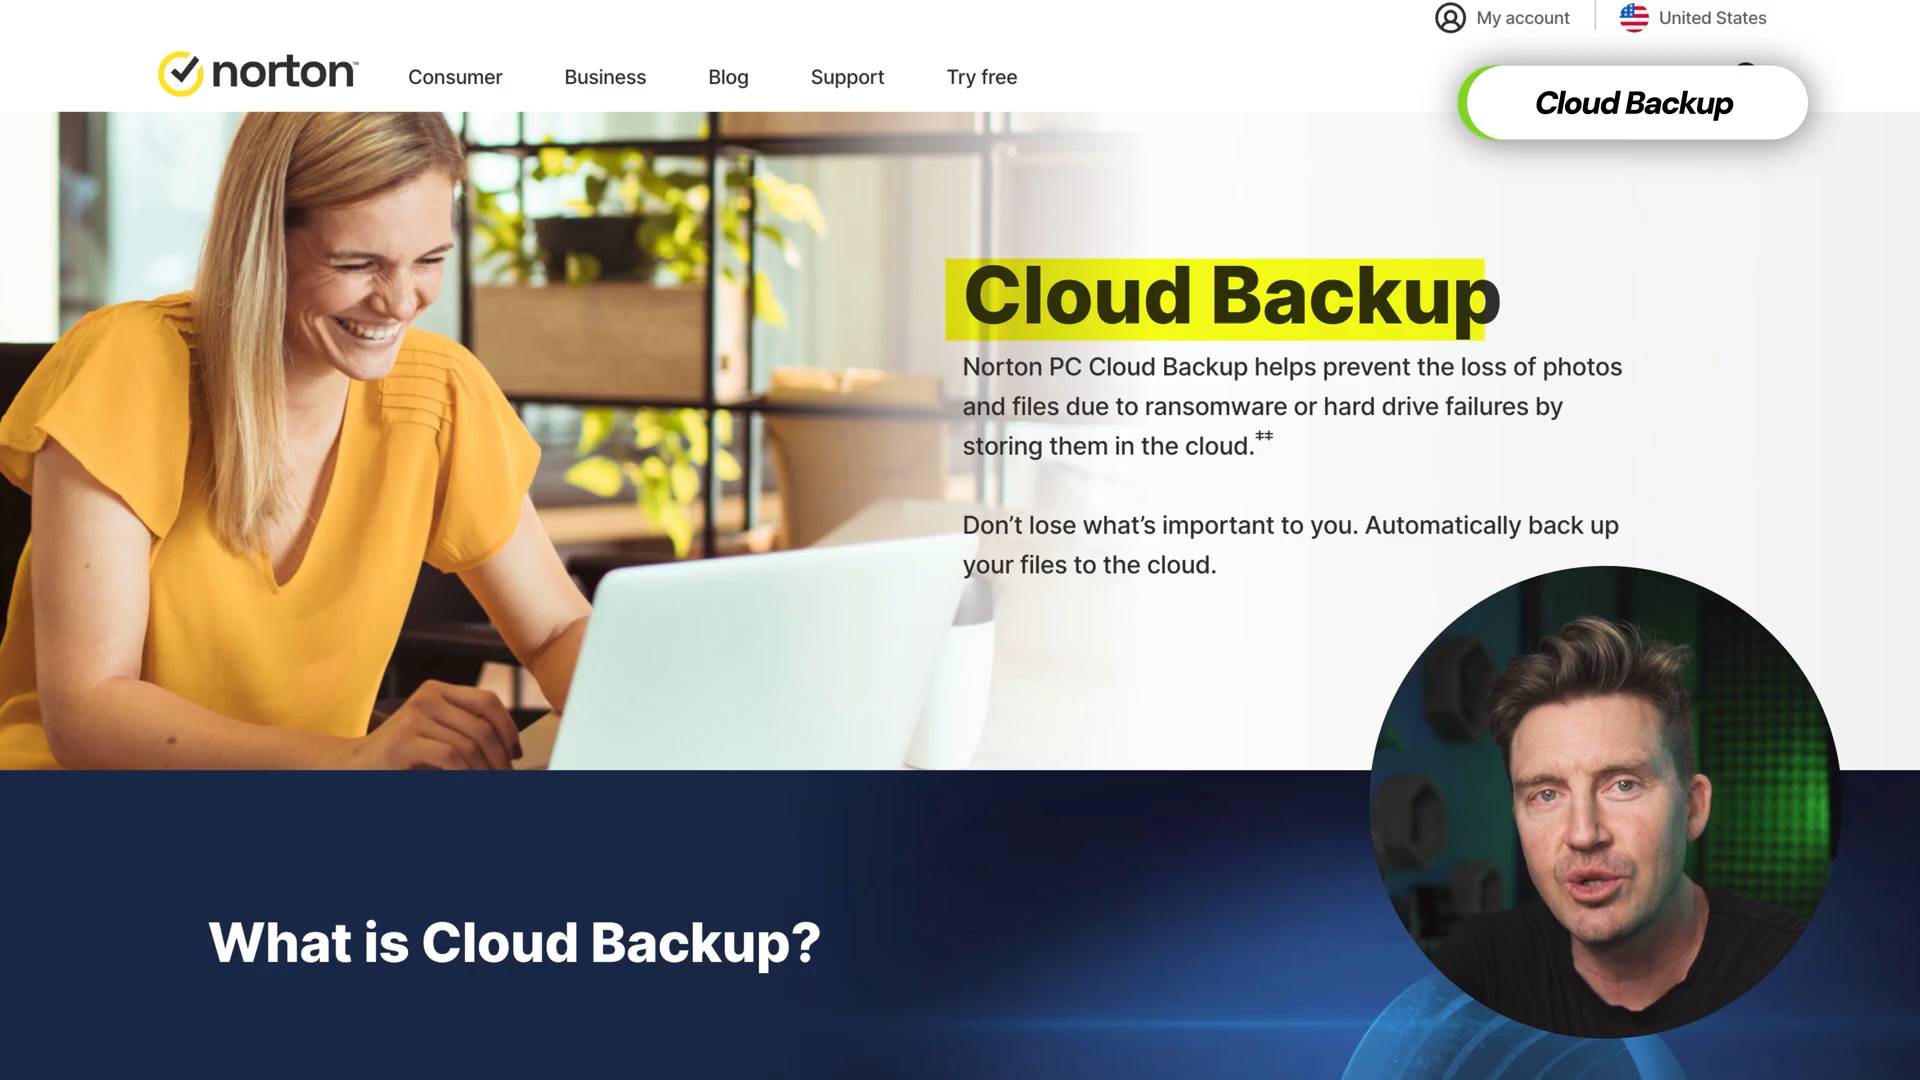 My account
United States
norton™
Consumer
Business
Blog
Support
Try free
Cloud Backup
Cloud Backup
Norton PC Cloud Backup helps prevent the loss of photos
and files due to ransomware or hard drive failures by
storing them in the cloud.‡‡
Don’t lose what’s important to you. Automatically back up
your files to the cloud.
What is Cloud Backup?